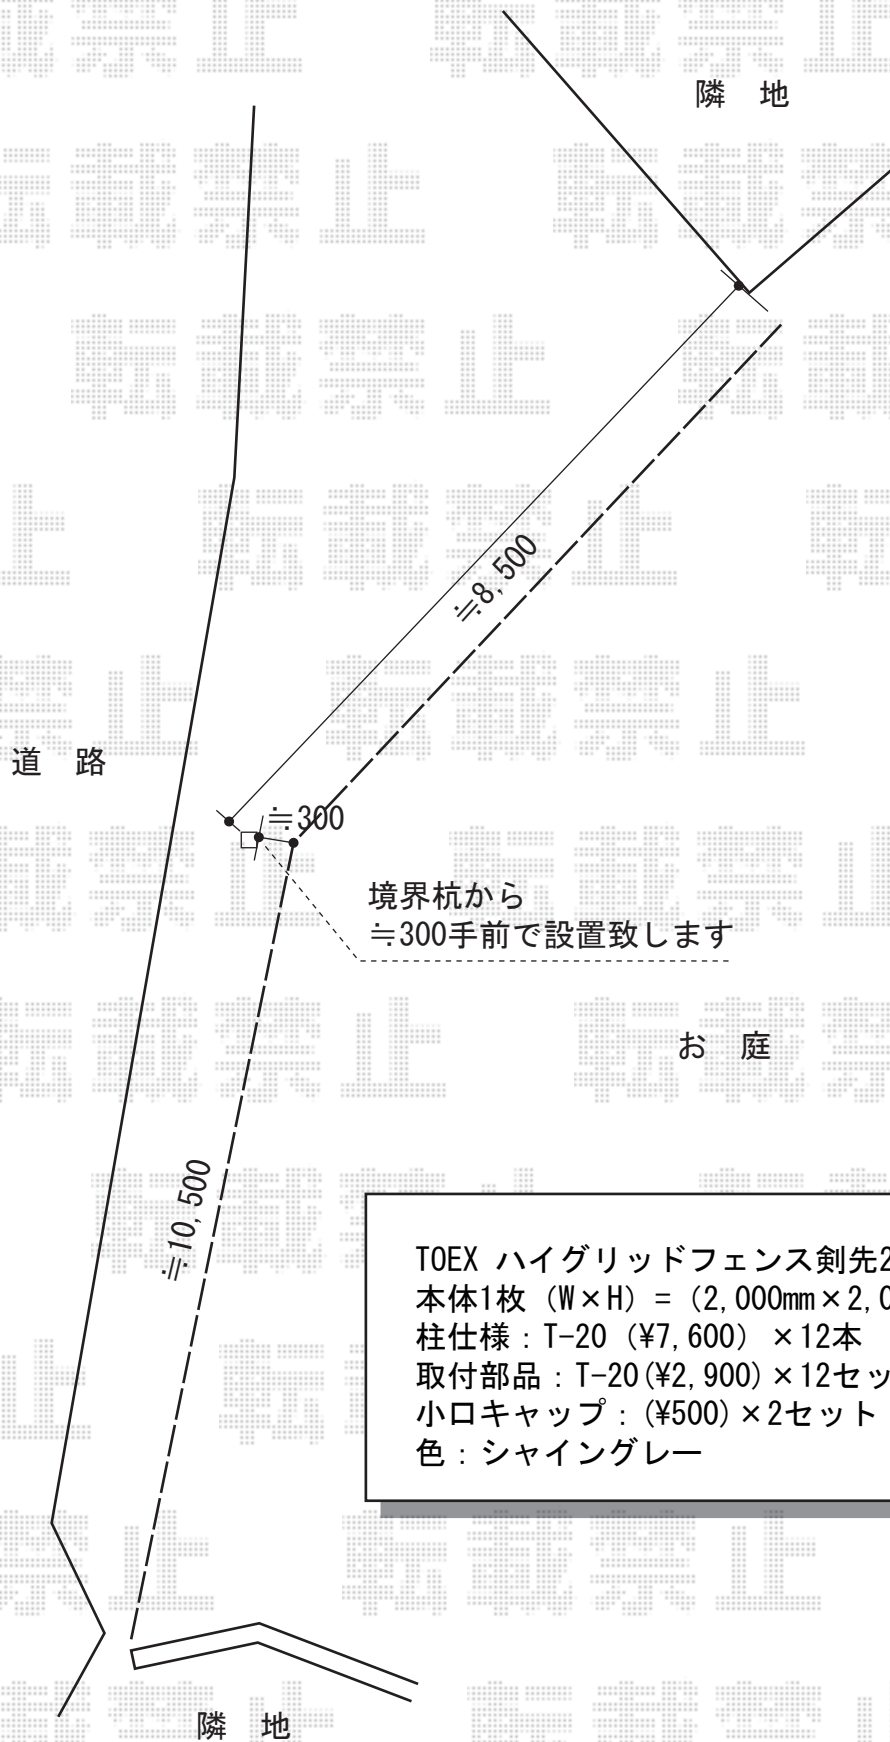 隣　地
≒8,500
道　路
≒300
境界杭から
≒300手前で設置致します
お　庭
≒10,500
TOEX ハイグリッドフェンス剣先2
本体1枚（W×H）=（2,000mm×2,0
柱仕様：T-20（¥7,600）×12本
取付部品：T-20(¥2,900)×12セッ
小口キャップ：(¥500)×2セット
色：シャイングレー
隣　地
転載禁止